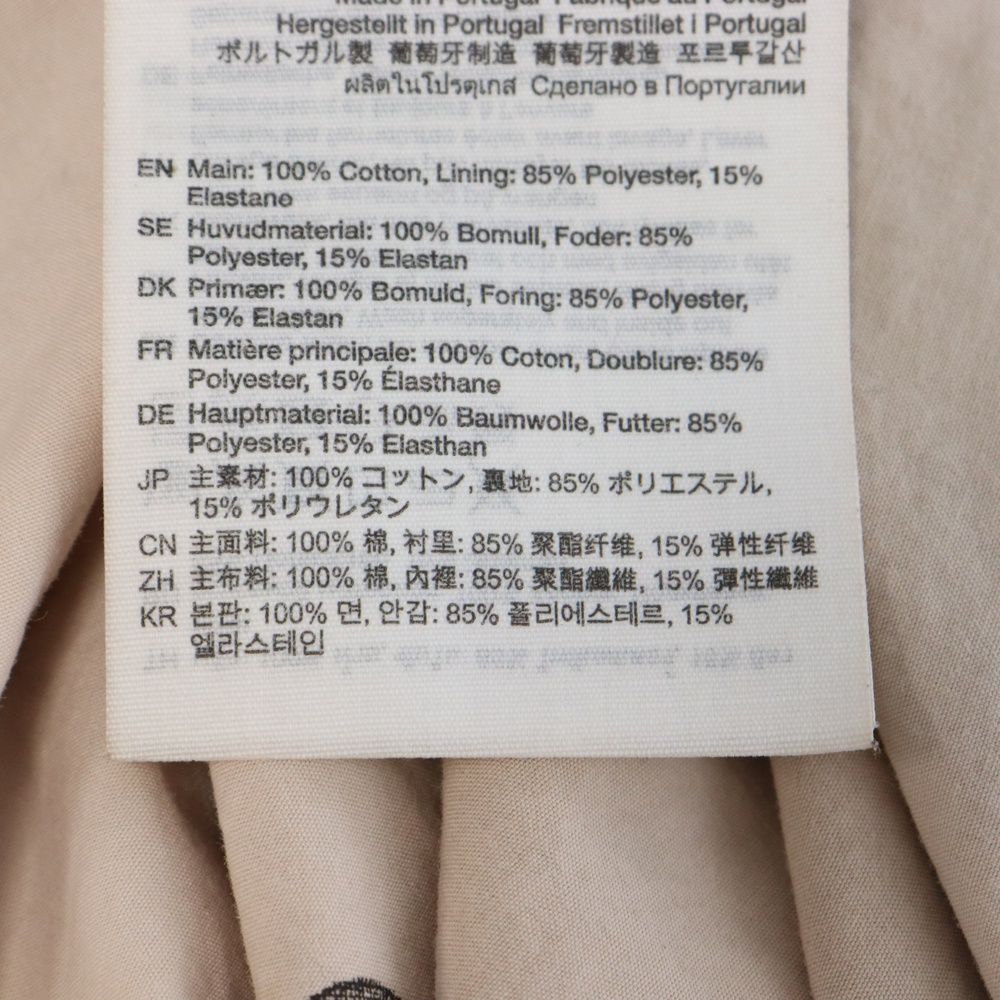 Made in Portugal Fabriqué au Portugal
Hergestellt in Portugal Fremstillet i Portugal
ポルトガル製 葡萄牙制造 葡萄牙製造 포르투갈산
ผลิตในโปรตุเกส Сделано в Португалии
EN Main: 100% Cotton, Lining: 85% Polyester, 15%
Elastane
SE Huvudmaterial: 100% Bomull, Foder: 85%
Polyester, 15% Elastan
DK Primær: 100% Bomuld, Foring: 85% Polyester,
15% Elastan
FR Matière principale: 100% Coton, Doublure: 85%
Polyester, 15% Élasthane
DE Hauptmaterial: 100% Baumwolle, Futter: 85%
Polyester, 15% Elasthan
JP 主素材: 100% コットン, 裏地: 85% ポリエステル,
15% ポリウレタン
CN 主面料: 100% 棉, 衬里: 85% 聚酯纤维, 15% 弹性纤维
ZH 主布料: 100% 棉, 內裡: 85% 聚酯纖維, 15% 彈性纖維
KR 본판: 100% 면, 안감: 85% 폴리에스테르, 15%
엘라스테인